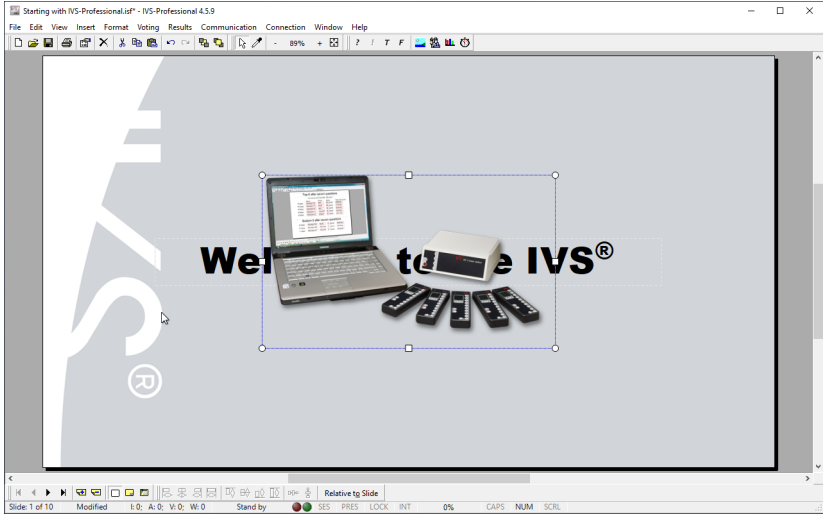 Starting with IVS-Professional.isf* - IVS-Professional 4.5.9
File Edit View Insert Format Voting Results Communication Connection Window Help
- 89% + ? ! T F
IVS®
Wel to e IVS®
Relative to Slide
Slide: 1 of 10 Modified I: 0; A: 0; V: 0; W: 0 Stand by SES PRES LOCK INT 0% CAPS NUM SCRL